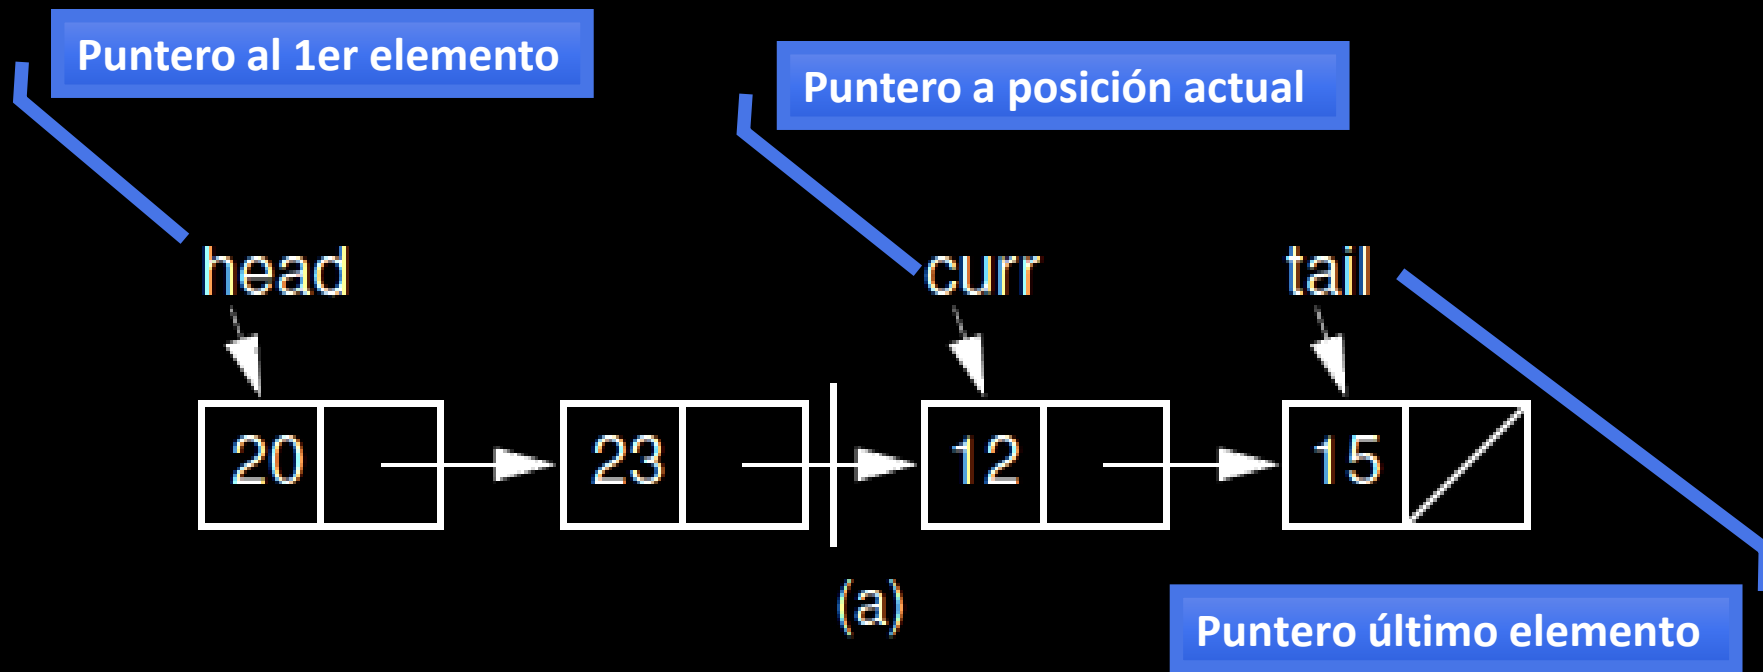 Puntero al 1er elemento
Puntero a posición actual
head
curr
tail
20
23
12
15
(a)
Puntero último elemento